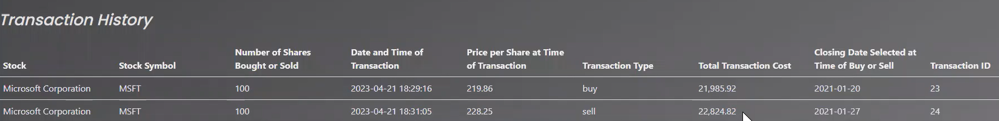 Transaction History
Number of Shares Date and Time of Price per Share at Time Closing Date Selected at
Stock Stock Symbol Bought or Sold Transaction of Transaction Transaction Type Total Transaction Cost Time of Buy or Sell Transaction ID
Microsoft Corporation MSFT 100 2023-04-21 18:29:16 219.86 buy 21,985.92 2021-01-20 23
Microsoft Corporation MSFT 100 2023-04-21 18:31:05 228.25 sell 22,824.82 2021-01-27 24